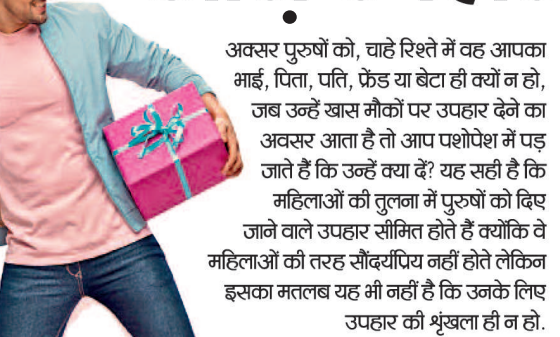 अक्सर पुरुषों को, चाहे रिश्ते में वह आपका
भाई, पिता, पति, फ्रेंड या बेटा ही क्यों न हो,
जब उन्हें खास मौकों पर उपहार देने का
अवसर आता है तो आप पशोपेश में पड़
जाते हैं कि उन्हें क्या दें? यह सही है कि
महिलाओं की तुलना में पुरुषों को दिए
जाने वाले उपहार सीमित होते हैं क्योंकि वे
महिलाओं की तरह सौंदर्यप्रिय नहीं होते लेकिन
इसका मतलब यह भी नहीं है कि उनके लिए
उपहार की श्रृंखला ही न हो.